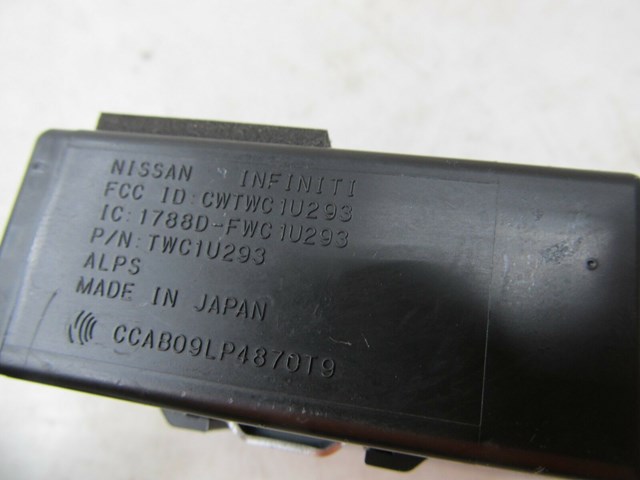 NISSAN INFINITI
FCC ID:CWTWC1U293
IC:1788D-FWC1U293
P/N:TWC1U293
ALPS
MADE IN JAPAN
CCAB09LP4870T9